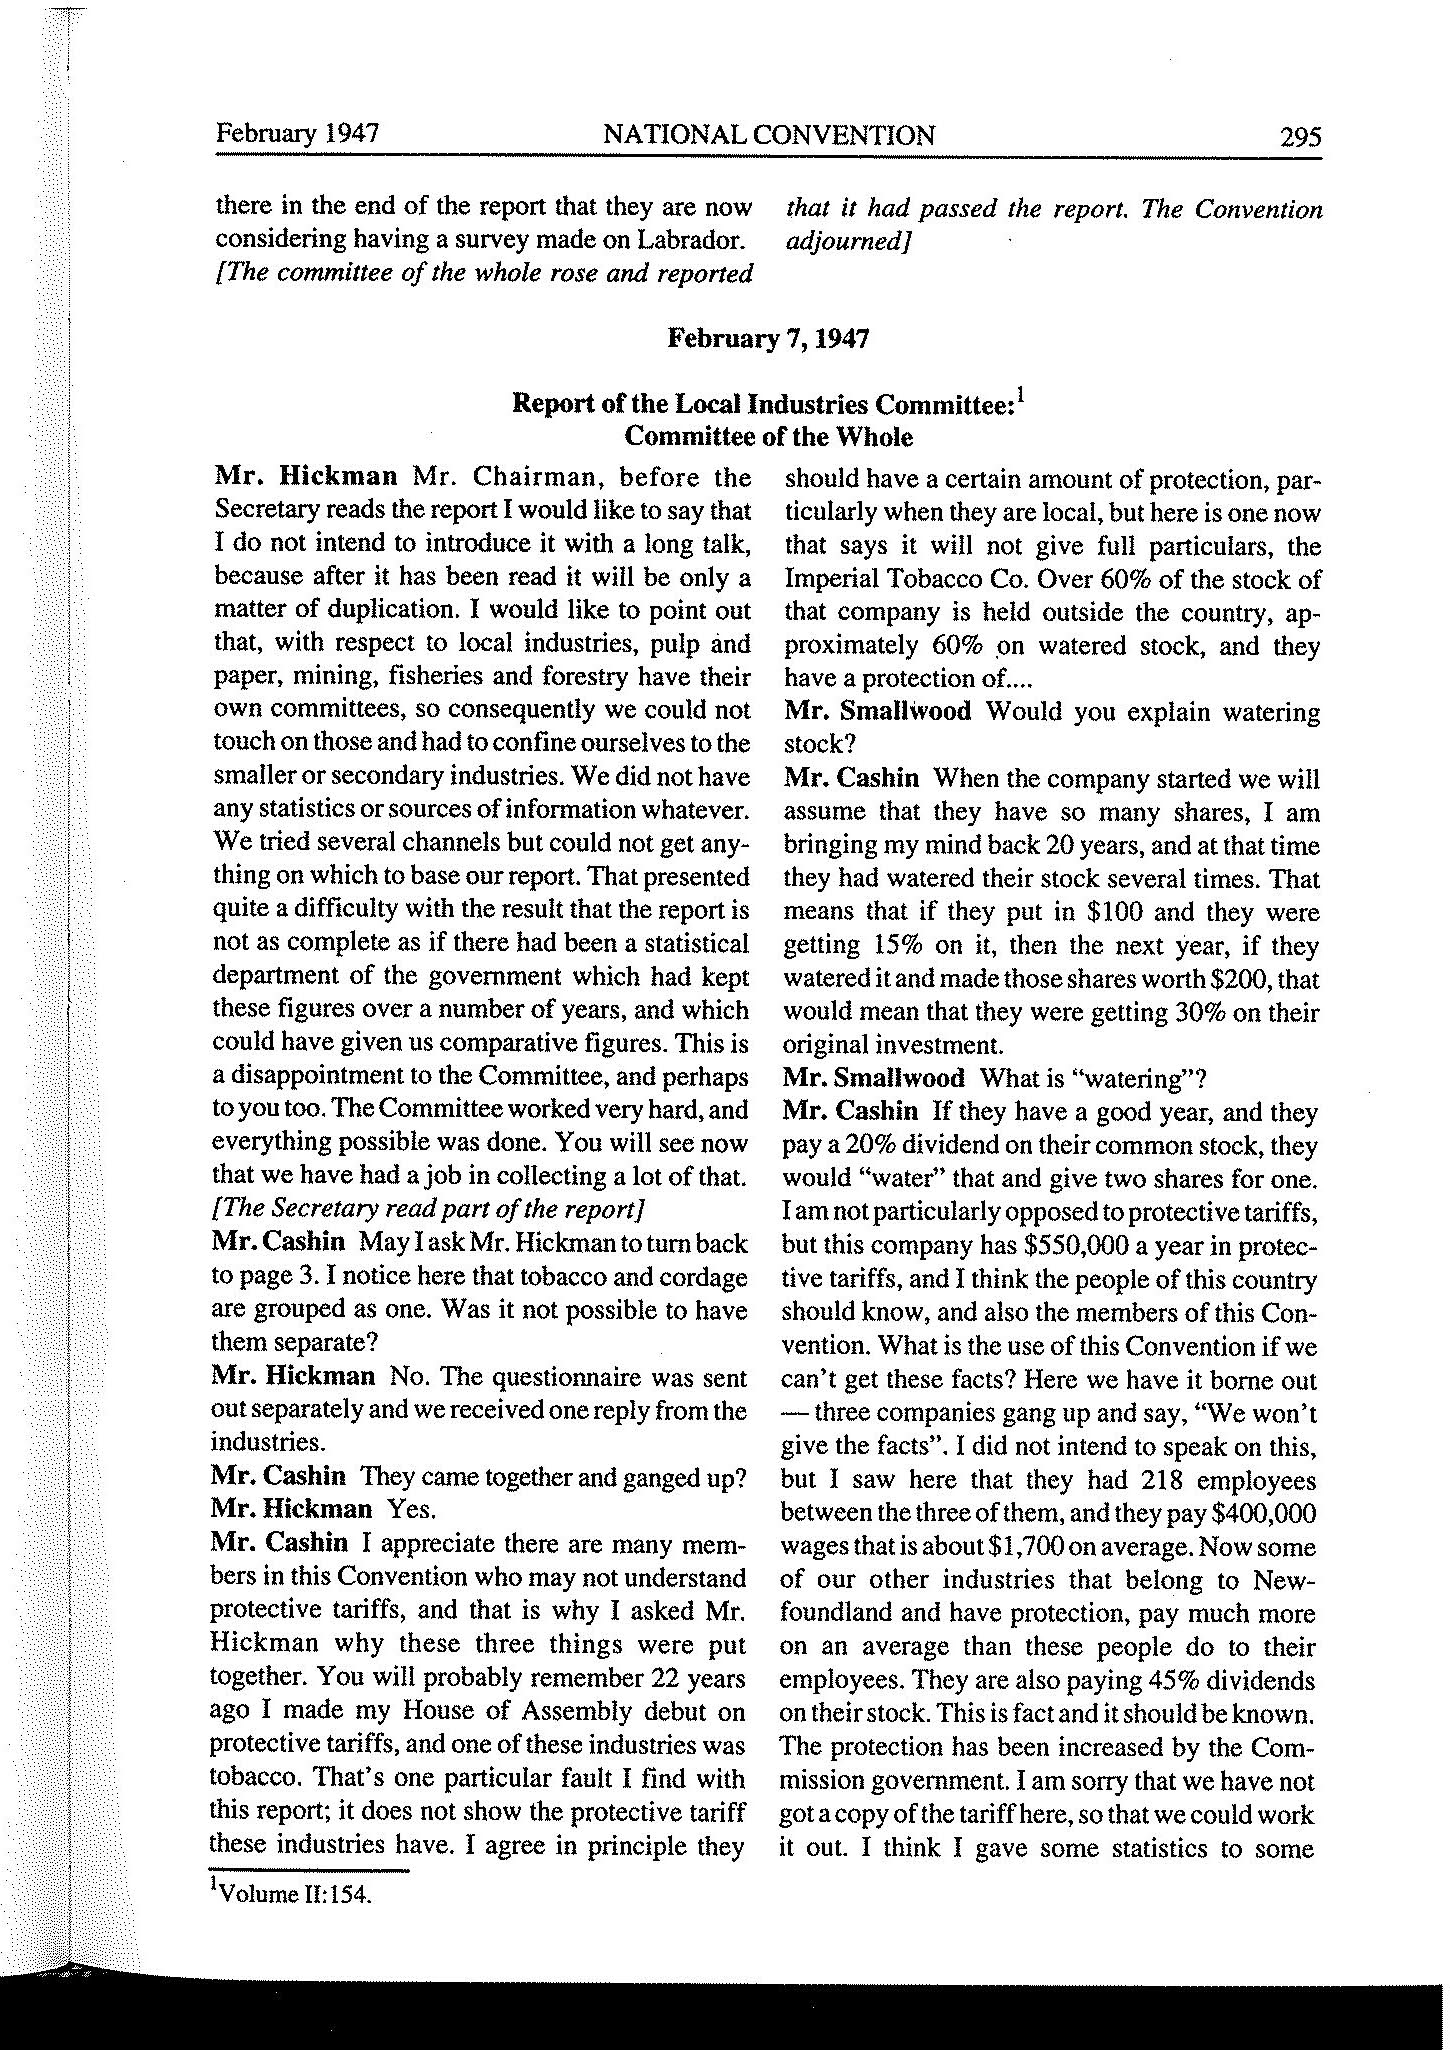 February 1947
NATIONAL CONVENTION
295
there in the end of the report that they are now
considering having a survey made on Labrador.
[The committee of the whole rose and reported
that it had passed the report. The Convention
adjourned]
February 7, 1947
Report of the Local Industries Committee:1
Committee of the Whole
Mr. Hickman Mr. Chairman, before the
Secretary reads the report I would like to say that
I do not intend to introduce it with a long talk,
because after it has been read it will be only a
matter of duplication. I would like to point out
that, with respect to local industries, pulp and
paper, mining, fisheries and forestry have their
own committees, so consequently we could not
touch on those and had to confine ourselves to the
smaller or secondary industries. We did not have
any statistics or sources of information whatever.
We tried several channels but could not get any-
thing on which to base our report. That presented
quite a difficulty with the result that the report is
not as complete as if there had been a statistical
department of the government which had kept
these figures over a number of years, and which
could have given us comparative figures. This is
a disappointment to the Committee, and perhaps
to you too. The Committee worked very hard, and
everything possible was done. You will see now
that we have had a job in collecting a lot of that.
[The Secretary read part of the report]
Mr. Cashin May I ask Mr. Hickman to turn back
to page 3. I notice here that tobacco and cordage
are grouped as one. Was it not possible to have
them separate?
Mr. Hickman No. The questionnaire was sent
out separately and we received one reply from the
industries.
Mr. Cashin They came together and ganged up?
Mr. Hickman Yes.
Mr. Cashin I appreciate there are many mem-
bers in this Convention who may not understand
protective tariffs, and that is why I asked Mr.
Hickman why these three things were put
together. You will probably remember 22 years
ago I made my House of Assembly debut on
protective tariffs, and one of these industries was
tobacco. That's one particular fault I find with
this report; it does not show the protective tariff
these industries have. I agree in principle they
should have a certain amount of protection, par-
ticularly when they are local, but here is one now
that says it will not give full particulars, the
Imperial Tobacco Co. Over 60% of the stock of
that company is held outside the country, ap-
proximately 60% on watered stock, and they
have a protection of....
Mr. Smallwood Would you explain watering
stock?
Mr. Cashin When the company started we will
assume that they have so many shares, I am
bringing my mind back 20 years, and at that time
they had watered their stock several times. That
means that if they put in $100 and they were
getting 15% on it, then the next year, if they
watered it and made those shares worth $200, that
would mean that they were getting 30% on their
original investment.
Mr. Smallwood What is "watering"?
Mr. Cashin If they have a good year, and they
pay a 20% dividend on their common stock, they
would "water" that and give two shares for one.
I am not particularly opposed to protective tariffs,
but this company has $550,000 a year in protec-
tive tariffs, and I think the people of this country
should know, and also the members of this Con-
vention. What is the use of this Convention if we
can't get these facts? Here we have it borne out
— three companies gang up and say, "We won't
give the facts". I did not intend to speak on this,
but I saw here that they had 218 employees
between the three of them, and they pay $400,000
wages that is about $1,700 on average. Now some
of our other industries that belong to New-
foundland and have protection, pay much more
on an average than these people do to their
employees. They are also paying 45% dividends
on their stock. This is fact and it should be known.
The protection has been increased by the Com-
mission government. I am sorry that we have not
got a copy of the tariff here, so that we could work
it out. I think I gave some statistics to some
1Volume II:154.